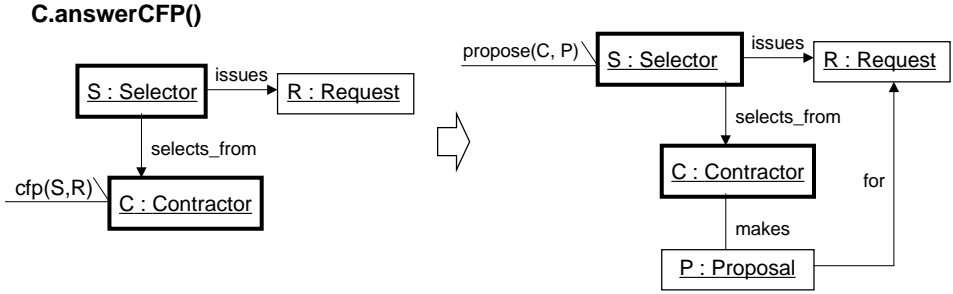 C.answerCFP()
S : Selector
issues
R : Request
selects_from
cfp(S,R)
C : Contractor
propose(C, P)
S : Selector
issues
R : Request
selects_from
C : Contractor
for
makes
P : Proposal